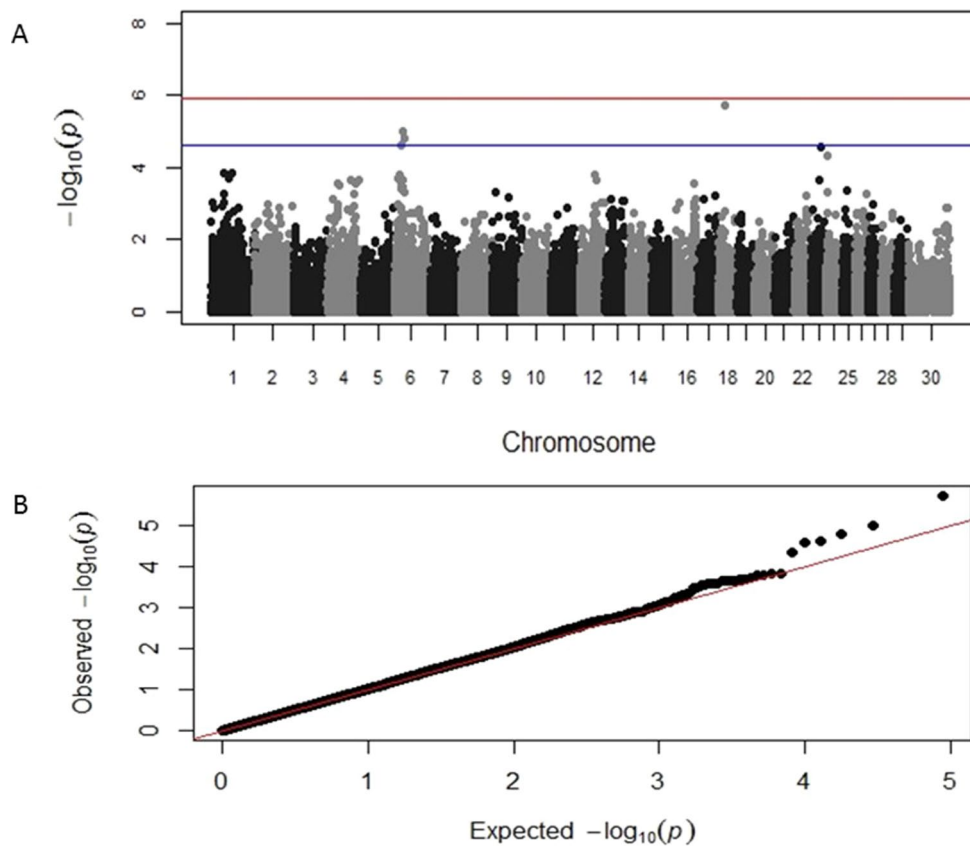 A
8
6
4
2
0
−log₁₀(p)
1 2 3 4 5 6 7 8 9 10 12 14 16 18 20 22 25 28 30
Chromosome
B
5
4
3
2
1
0
Observed −log₁₀(p)
0 1 2 3 4 5
Expected −log₁₀(p)